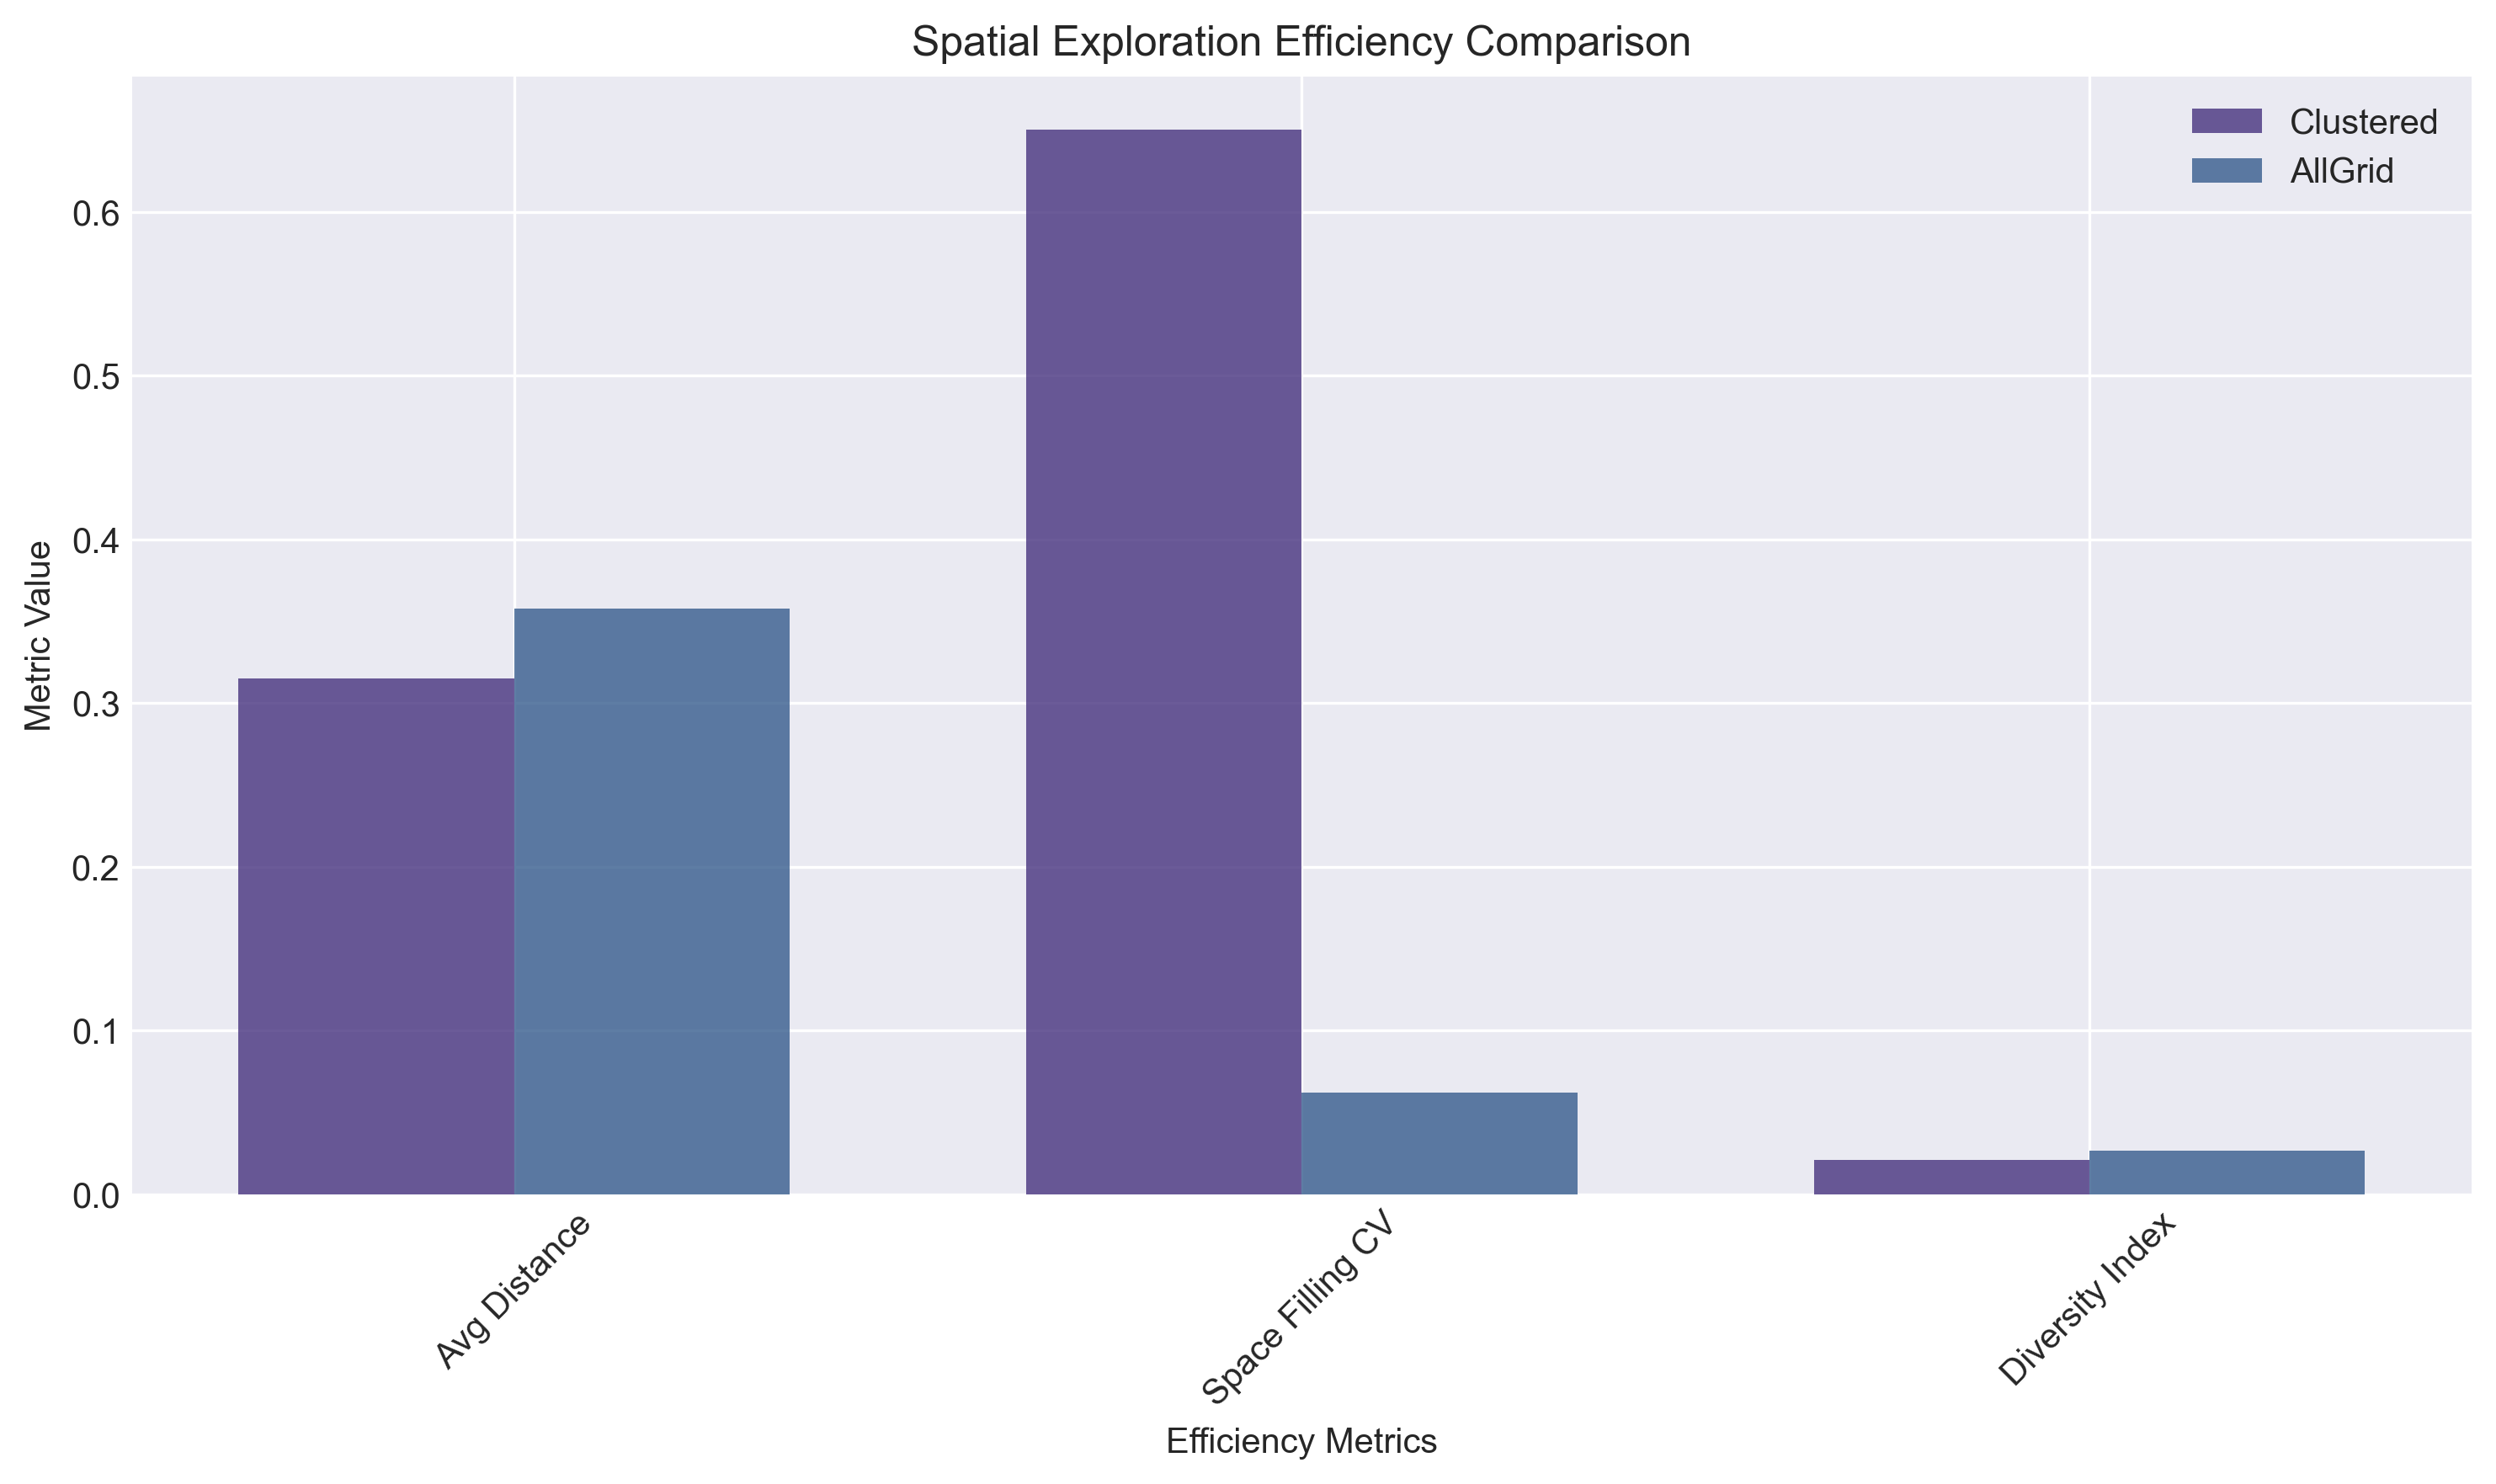 Spatial Exploration Efficiency Comparison
Clustered
AllGrid
Metric Value
0.6
0.5
0.4
0.3
0.2
0.1
0.0
Avg Distance
Space Filling CV
Diversity Index
Efficiency Metrics